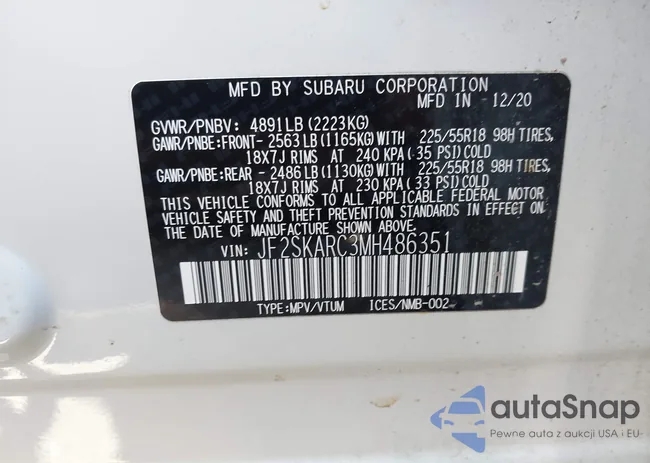 MFD BY SUBARU CORPORATION
MFD IN 12/20
GVWR/PNBV: 4891LB(2223KG)
GAWR/PNBE:FRONT- 2563LB(1165KG)WITH 225/55R18 98H TIRES,
18X7J RIMS AT 240 KPA(35 PSI)COLD
GAWR/PNBE:REAR - 2486LB(1130KG)WITH 225/55R18 98H TIRES,
18X7J RIMS AT 230 KPA(33 PSI)COLD
THIS VEHICLE CONFORMS TO ALL APPLICABLE FEDERAL MOTOR
VEHICLE SAFETY AND BUMPER STANDARDS IN EFFECT ON
THE DATE OF MANUFACTURE SHOWN ABOVE.
VIN: JF2SKARC3MH486351
TYPE:MPV/VTUM ICES/NMB-002
autaSnap
Pewne auta z aukcji USA i EU